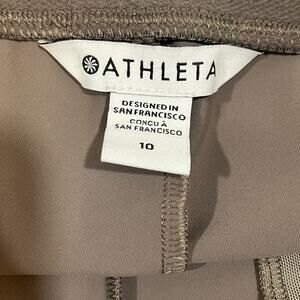 ATHLETA
DESIGNED IN
SAN FRANCISCO
CONÇU À
SAN FRANCISCO
10